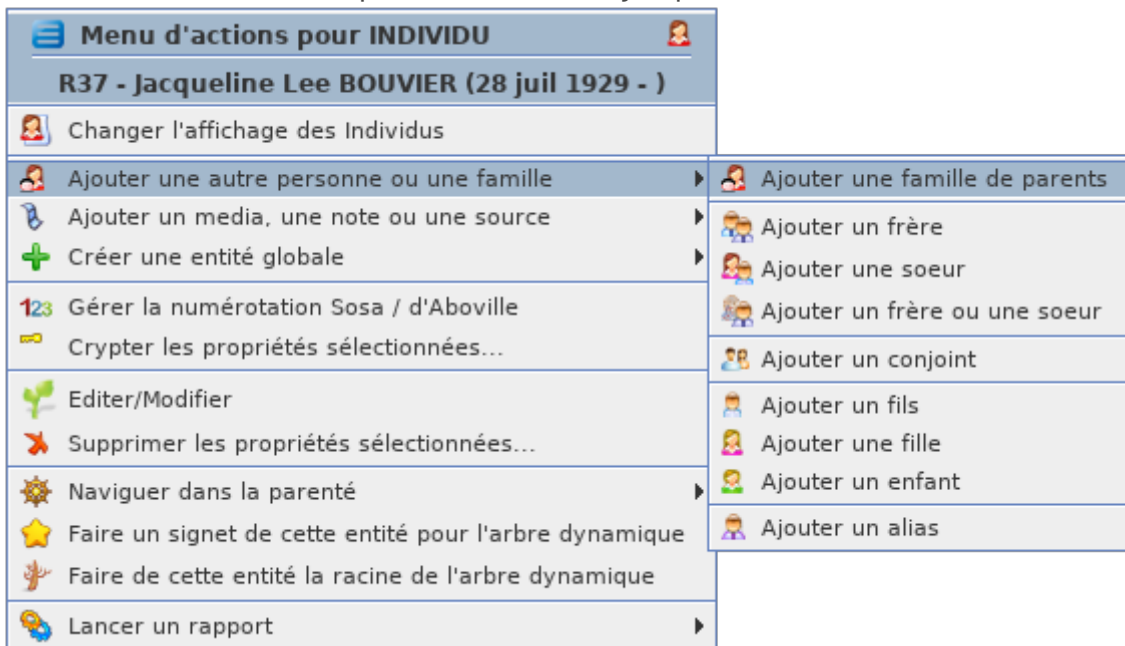 Menu d'actions pour INDIVIDU
R37 - Jacqueline Lee BOUVIER (28 juil 1929 - )
Changer l'affichage des Individus
Ajouter une autre personne ou une famille
Ajouter un media, une note ou une source
Créer une entité globale
123 Gérer la numérotation Sosa / d'Aboville
Crypter les propriétés sélectionnées...
Editer/Modifier
Supprimer les propriétés sélectionnées...
Naviguer dans la parenté
Faire un signet de cette entité pour l'arbre dynamique
Faire de cette entité la racine de l'arbre dynamique
Lancer un rapport
Ajouter une famille de parents
Ajouter un frère
Ajouter une soeur
Ajouter un frère ou une soeur
Ajouter un conjoint
Ajouter un fils
Ajouter une fille
Ajouter un enfant
Ajouter un alias